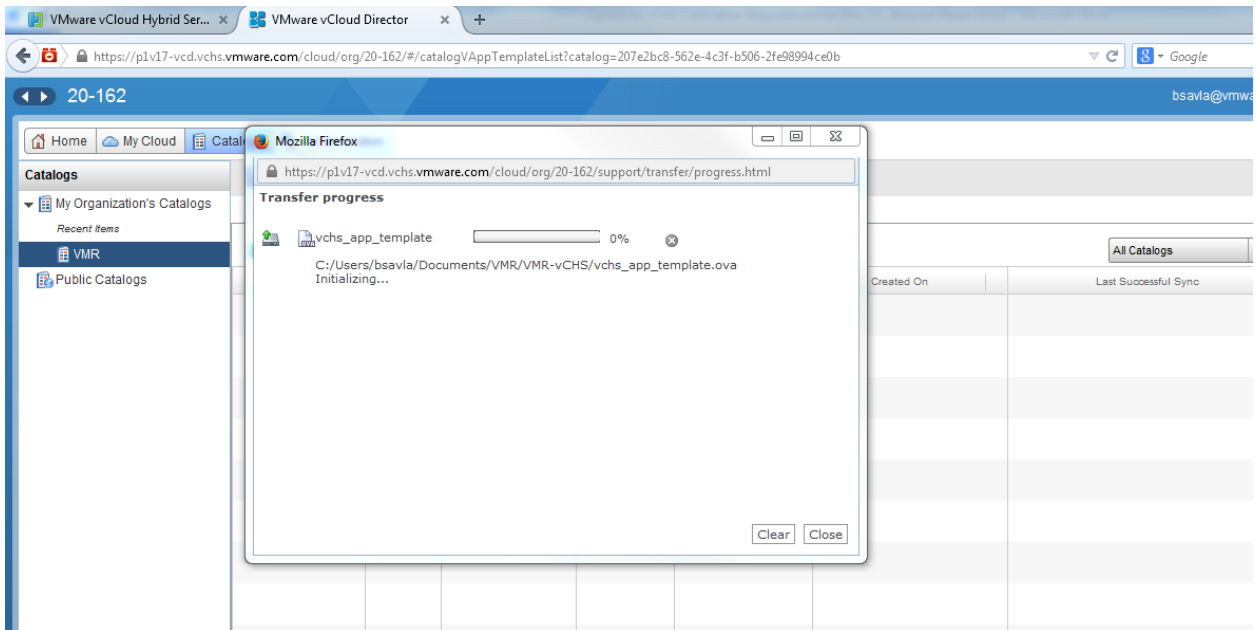 VMware vCloud Hybrid Ser... ×
VMware vCloud Director ×
https://p1v17-vcd.vchs.vmware.com/cloud/org/20-162/#/catalogVAppTemplateList?catalog=207e2bc8-562e-4c3f-b506-2fe98994ce0b
Google
20-162
bsavla@vmwa
Home
My Cloud
Catal
Mozilla Firefox
https://p1v17-vcd.vchs.vmware.com/cloud/org/20-162/support/transfer/progress.html
Catalogs
My Organization's Catalogs
Recent Items
VMR
Public Catalogs
Transfer progress
vchs_app_template 0%
C:/Users/bsavla/Documents/VMR/VMR-vCHS/vchs_app_template.ova
Initializing...
Clear
Close
All Catalogs
Created On
Last Successful Sync